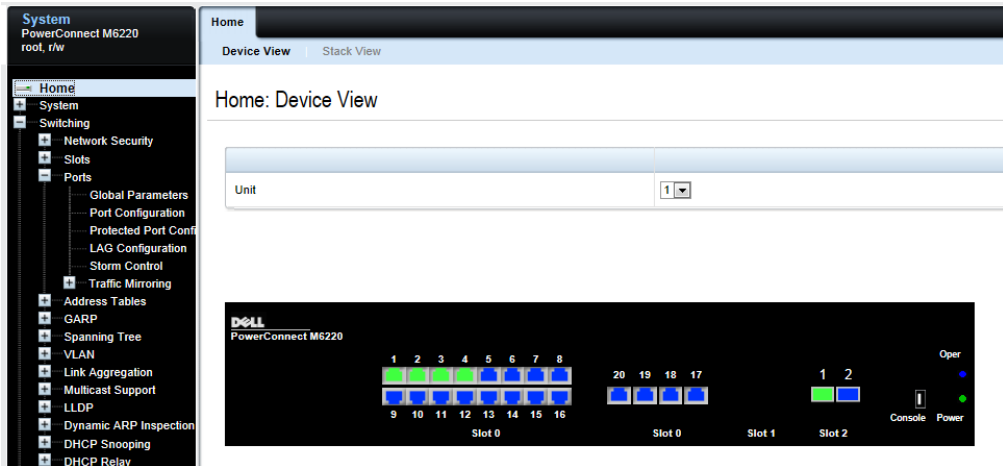 System
PowerConnect M6220
root, r/w
Home
Device View
Stack View
Home
System
Switching
Network Security
Slots
Ports
Global Parameters
Port Configuration
Protected Port Confi
LAG Configuration
Storm Control
Traffic Mirroring
Address Tables
GARP
Spanning Tree
VLAN
Link Aggregation
Multicast Support
LLDP
Dynamic ARP Inspection
DHCP Snooping
DHCP Relay
Home: Device View
Unit 1
DELL
PowerConnect M6220
1 2 3 4 5 6 7 8
9 10 11 12 13 14 15 16
Slot 0
20 19 18 17
Slot 0
Slot 1
1 2
Slot 2
Console
Oper
Power